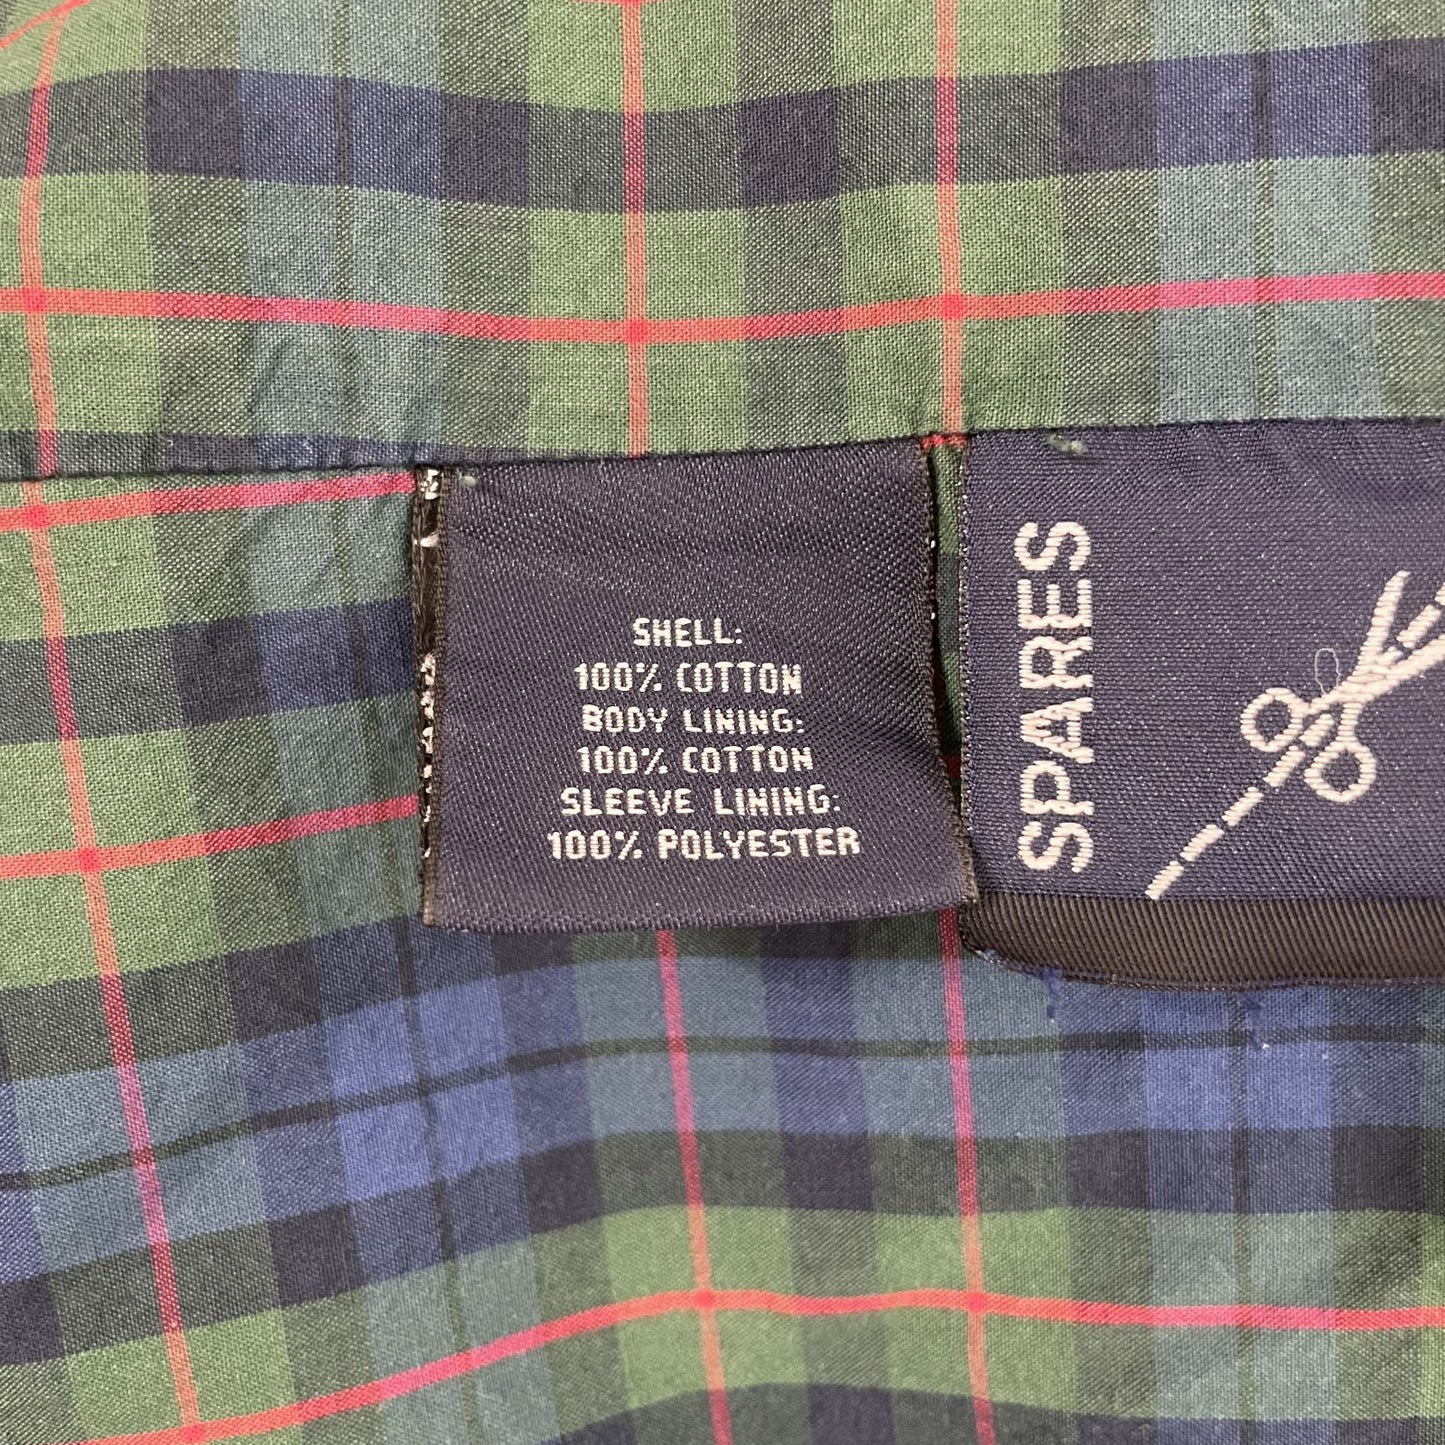 SHELL:
100% COTTON
BODY LINING:
100% COTTON
SLEEVE LINING:
100% POLYESTER
SPARES